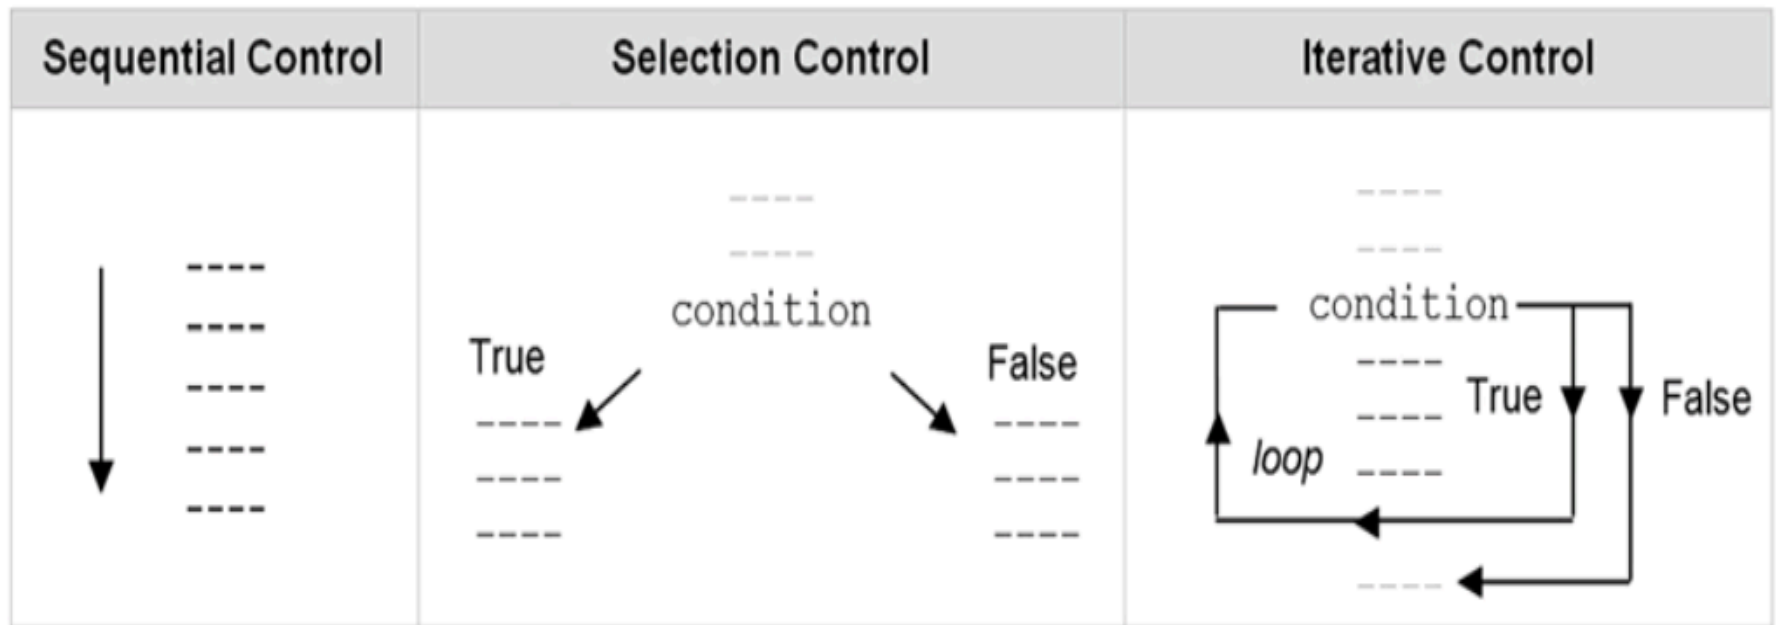 Sequential Control
Selection Control
Iterative Control
----
----
----
----
----
----
----
condition
True
False
----
----
----
----
----
----
----
----
condition
----
----
----
True
False
loop
----